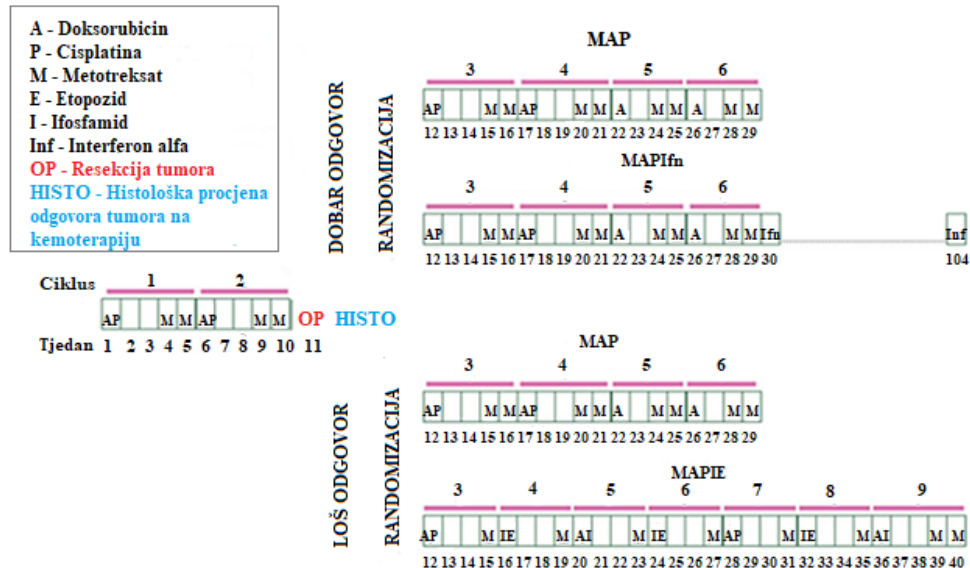 A - Doksorubicin
P - Cisplatina
M - Metotreksat
E - Etopozid
I - Ifosfamid
Inf - Interferon alfa
OP - Resekcija tumora
HISTO - Histološka procjena
odgovora tumora na
kemoterapiju
Ciklus 1 2
AP M M AP M M OP HISTO
Tjedan 1 2 3 4 5 6 7 8 9 10 11
DOBAR ODGOVOR
RANDOMIZACIJA
MAP
3 4 5 6
AP M M AP M M A M M A M M
12 13 14 15 16 17 18 19 20 21 22 23 24 25 26 27 28 29
MAPIfn
3 4 5 6
AP M M AP M M A M M A M M Ifn Inf
12 13 14 15 16 17 18 19 20 21 22 23 24 25 26 27 28 29 30 104
LOŠ ODGOVOR
RANDOMIZACIJA
MAP
3 4 5 6
AP M M AP M M A M M A M M
12 13 14 15 16 17 18 19 20 21 22 23 24 25 26 27 28 29
MAPIE
3 4 5 6 7 8 9
AP M IE M AI M IE M AP M IE M AI M M
12 13 14 15 16 17 18 19 20 21 22 23 24 25 26 27 28 29 30 31 32 33 34 35 36 37 38 39 40